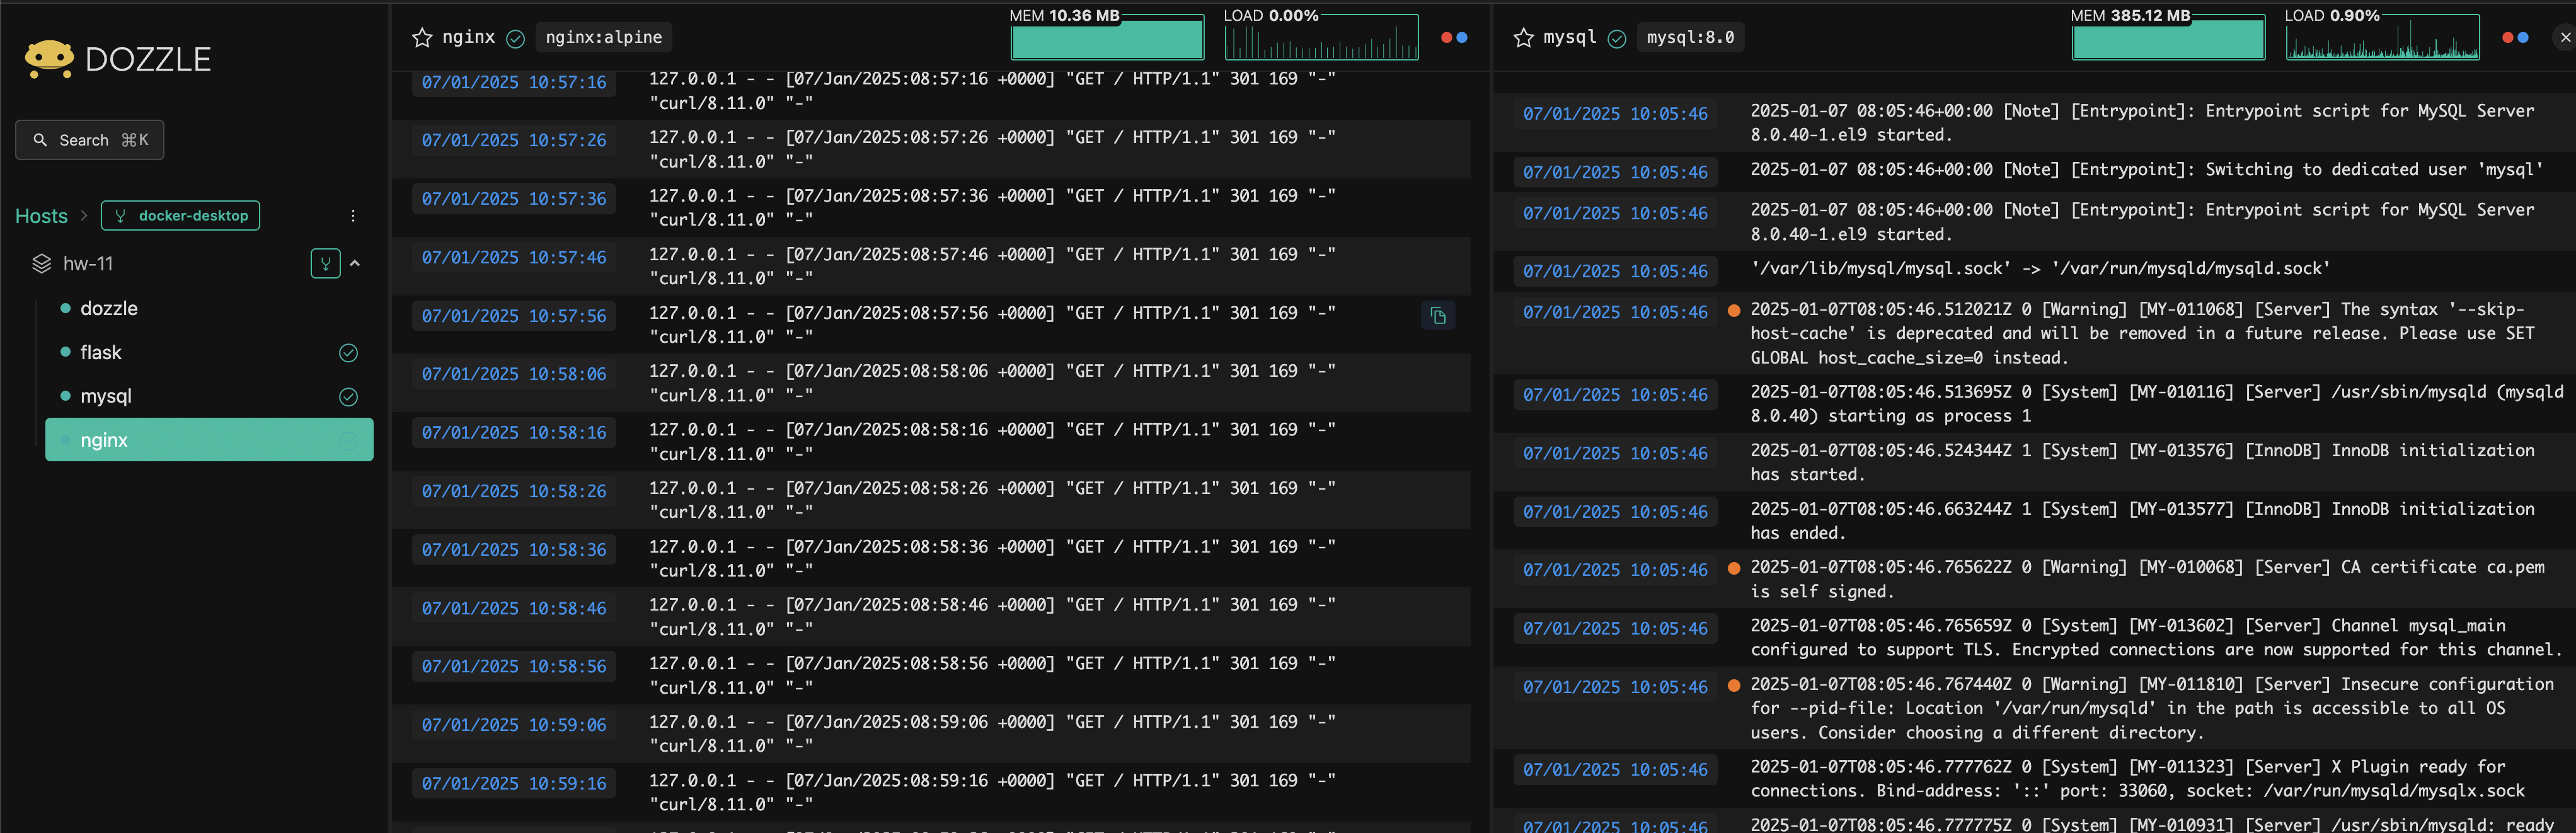 DOZZLE
Search ⌘K
Hosts > docker-desktop
hw-11
dozzle
flask
mysql
nginx
nginx nginx:alpine
MEM 10.36 MB
LOAD 0.00%
07/01/2025 10:57:16 127.0.0.1 - - [07/Jan/2025:08:57:16 +0000] "GET / HTTP/1.1" 301 169 "-"
"curl/8.11.0" "-"
07/01/2025 10:57:26 127.0.0.1 - - [07/Jan/2025:08:57:26 +0000] "GET / HTTP/1.1" 301 169 "-"
"curl/8.11.0" "-"
07/01/2025 10:57:36 127.0.0.1 - - [07/Jan/2025:08:57:36 +0000] "GET / HTTP/1.1" 301 169 "-"
"curl/8.11.0" "-"
07/01/2025 10:57:46 127.0.0.1 - - [07/Jan/2025:08:57:46 +0000] "GET / HTTP/1.1" 301 169 "-"
"curl/8.11.0" "-"
07/01/2025 10:57:56 127.0.0.1 - - [07/Jan/2025:08:57:56 +0000] "GET / HTTP/1.1" 301 169 "-"
"curl/8.11.0" "-"
07/01/2025 10:58:06 127.0.0.1 - - [07/Jan/2025:08:58:06 +0000] "GET / HTTP/1.1" 301 169 "-"
"curl/8.11.0" "-"
07/01/2025 10:58:16 127.0.0.1 - - [07/Jan/2025:08:58:16 +0000] "GET / HTTP/1.1" 301 169 "-"
"curl/8.11.0" "-"
07/01/2025 10:58:26 127.0.0.1 - - [07/Jan/2025:08:58:26 +0000] "GET / HTTP/1.1" 301 169 "-"
"curl/8.11.0" "-"
07/01/2025 10:58:36 127.0.0.1 - - [07/Jan/2025:08:58:36 +0000] "GET / HTTP/1.1" 301 169 "-"
"curl/8.11.0" "-"
07/01/2025 10:58:46 127.0.0.1 - - [07/Jan/2025:08:58:46 +0000] "GET / HTTP/1.1" 301 169 "-"
"curl/8.11.0" "-"
07/01/2025 10:58:56 127.0.0.1 - - [07/Jan/2025:08:58:56 +0000] "GET / HTTP/1.1" 301 169 "-"
"curl/8.11.0" "-"
07/01/2025 10:59:06 127.0.0.1 - - [07/Jan/2025:08:59:06 +0000] "GET / HTTP/1.1" 301 169 "-"
"curl/8.11.0" "-"
07/01/2025 10:59:16 127.0.0.1 - - [07/Jan/2025:08:59:16 +0000] "GET / HTTP/1.1" 301 169 "-"
"curl/8.11.0" "-"
mysql mysql:8.0
MEM 385.12 MB
LOAD 0.90%
07/01/2025 10:05:46 2025-01-07 08:05:46+00:00 [Note] [Entrypoint]: Entrypoint script for MySQL Server
8.0.40-1.el9 started.
07/01/2025 10:05:46 2025-01-07 08:05:46+00:00 [Note] [Entrypoint]: Switching to dedicated user 'mysql'
07/01/2025 10:05:46 2025-01-07 08:05:46+00:00 [Note] [Entrypoint]: Entrypoint script for MySQL Server
8.0.40-1.el9 started.
07/01/2025 10:05:46 '/var/lib/mysql/mysql.sock' -> '/var/run/mysqld/mysqld.sock'
07/01/2025 10:05:46 2025-01-07T08:05:46.512021Z 0 [Warning] [MY-011068] [Server] The syntax '--skip-
host-cache' is deprecated and will be removed in a future release. Please use SET
GLOBAL host_cache_size=0 instead.
07/01/2025 10:05:46 2025-01-07T08:05:46.513695Z 0 [System] [MY-010116] [Server] /usr/sbin/mysqld (mysqld
8.0.40) starting as process 1
07/01/2025 10:05:46 2025-01-07T08:05:46.524344Z 1 [System] [MY-013576] [InnoDB] InnoDB initialization
has started.
07/01/2025 10:05:46 2025-01-07T08:05:46.663244Z 1 [System] [MY-013577] [InnoDB] InnoDB initialization
has ended.
07/01/2025 10:05:46 2025-01-07T08:05:46.765622Z 0 [Warning] [MY-010068] [Server] CA certificate ca.pem
is self signed.
07/01/2025 10:05:46 2025-01-07T08:05:46.765659Z 0 [System] [MY-013602] [Server] Channel mysql_main
configured to support TLS. Encrypted connections are now supported for this channel.
07/01/2025 10:05:46 2025-01-07T08:05:46.767440Z 0 [Warning] [MY-011810] [Server] Insecure configuration
for --pid-file: Location '/var/run/mysqld' in the path is accessible to all OS
users. Consider choosing a different directory.
07/01/2025 10:05:46 2025-01-07T08:05:46.777762Z 0 [System] [MY-011323] [Server] X Plugin ready for
connections. Bind-address: '::' port: 33060, socket: /var/run/mysqld/mysqlx.sock
07/01/2025 10:05:46 2025-01-07T08:05:46.777775Z 0 [System] [MY-010931] [Server] /usr/sbin/mysqld: ready